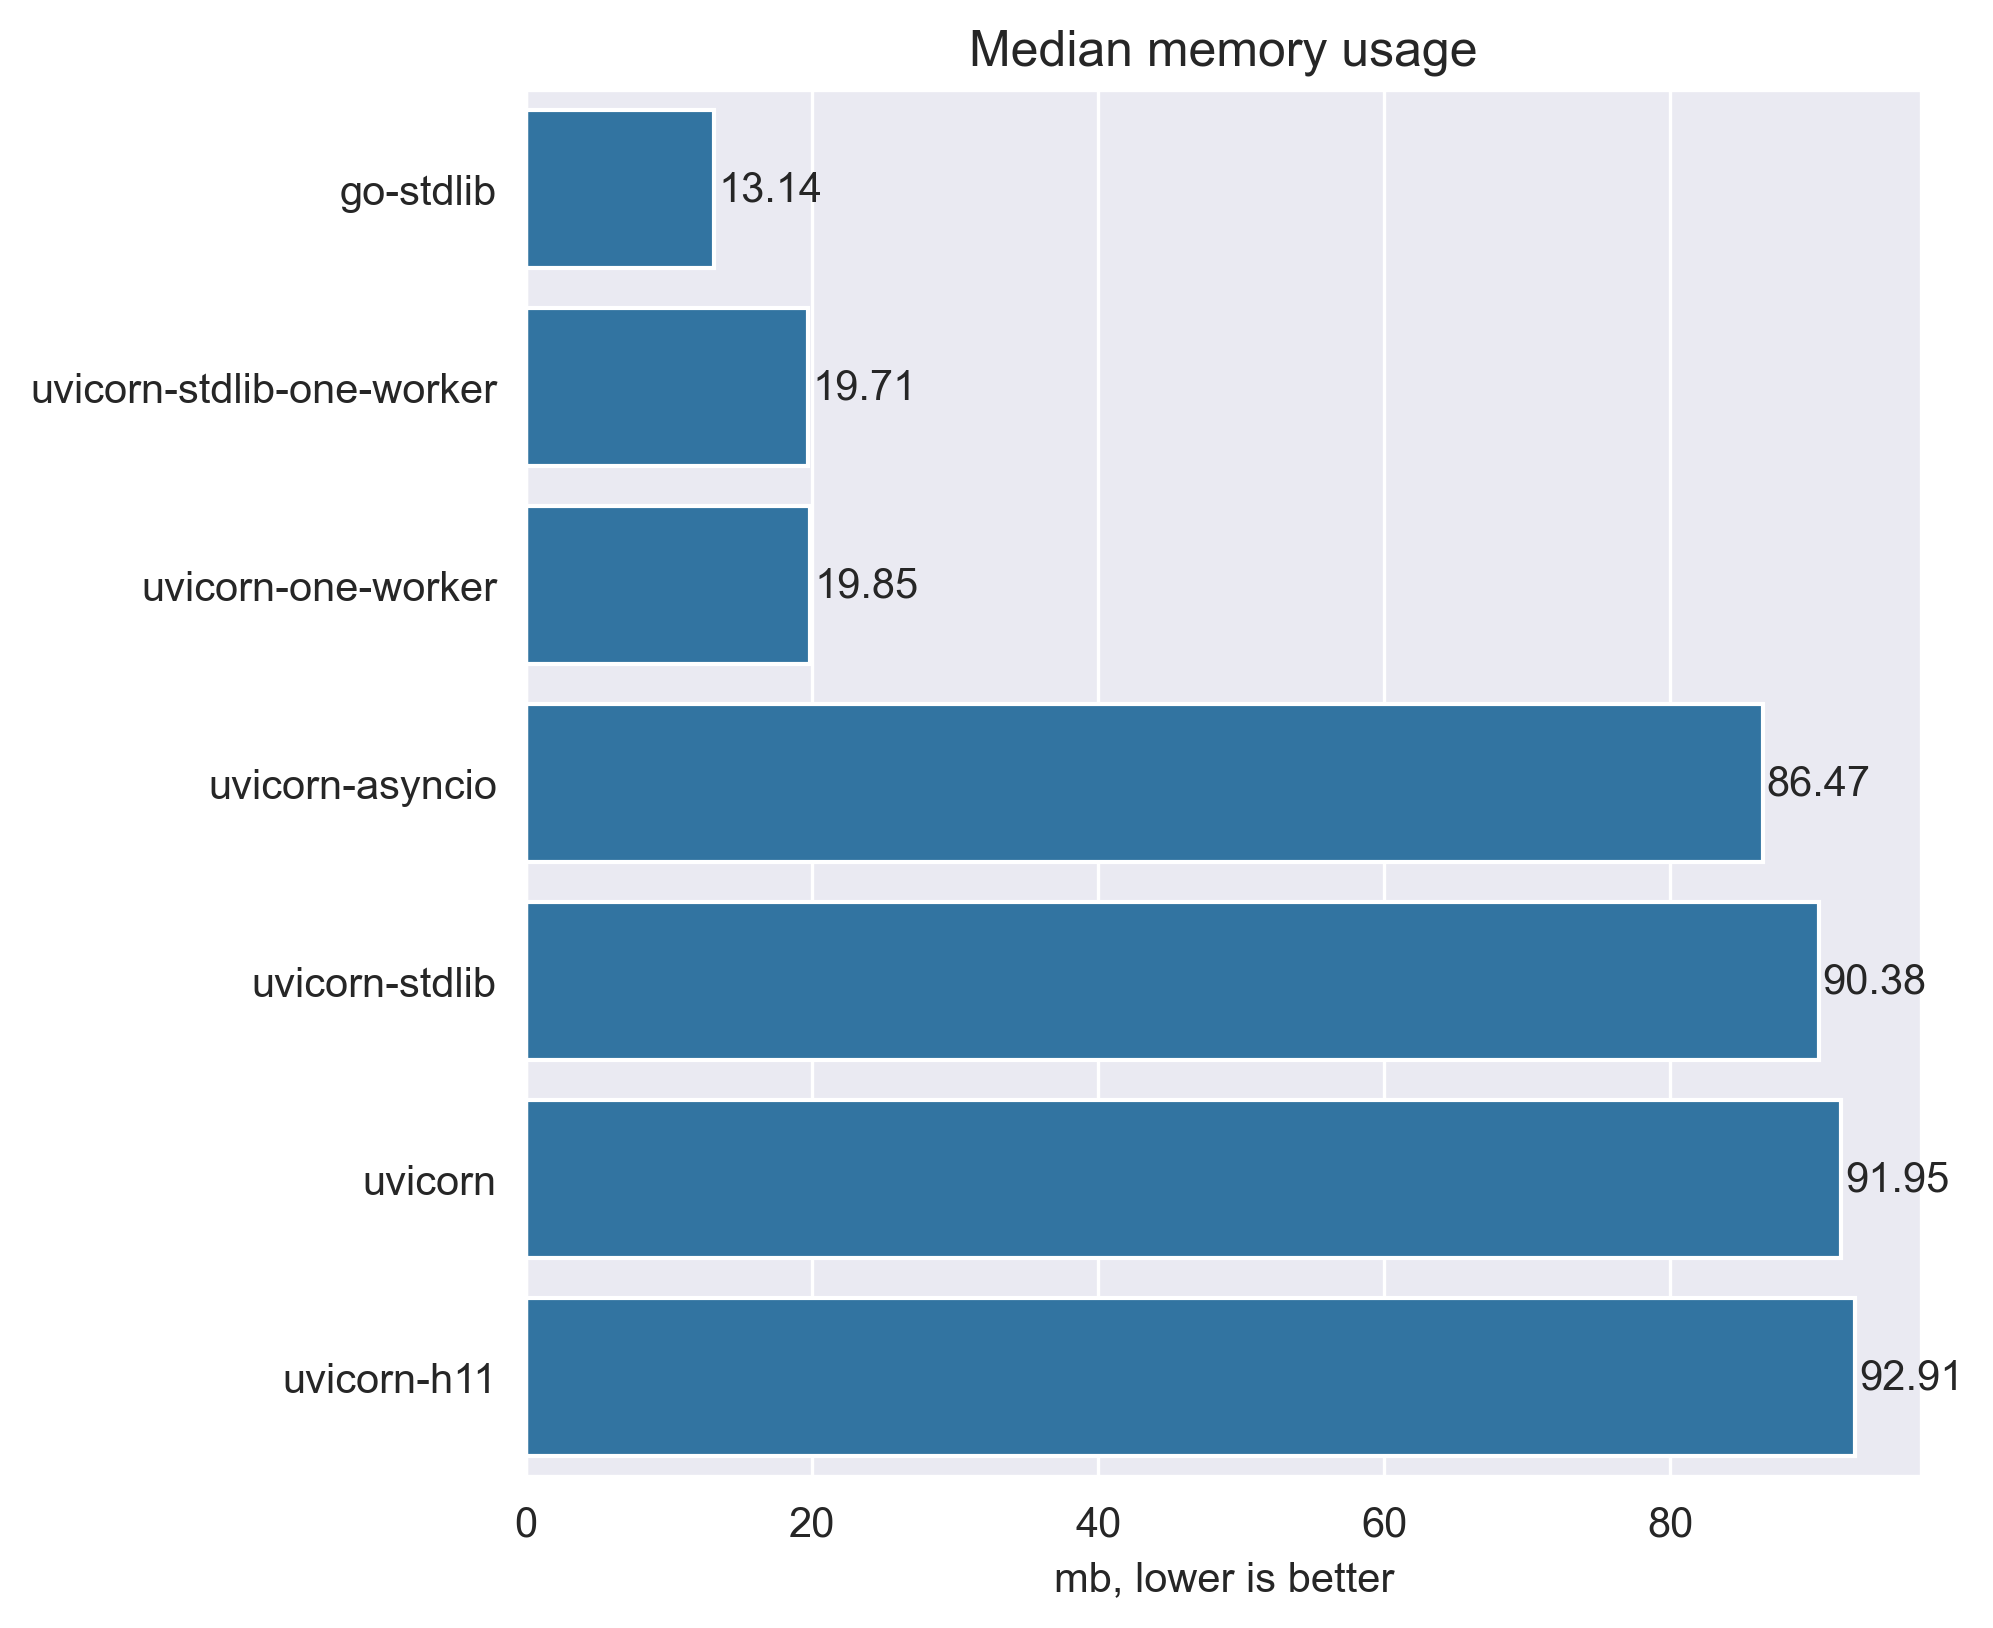 Median memory usage
go-stdlib
13.14
uvicorn-stdlib-one-worker
19.71
uvicorn-one-worker
19.85
uvicorn-asyncio
86.47
uvicorn-stdlib
90.38
uvicorn
91.95
uvicorn-h11
92.91
0 20 40 60 80
mb, lower is better